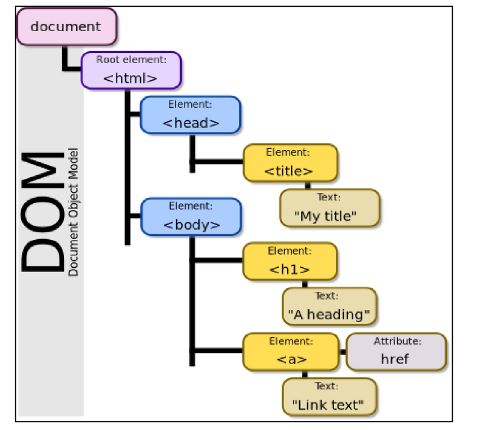 document
Root element:
<html>
Element:
<head>
Element:
<title>
Text:
"My title"
Element:
<body>
Element:
<h1>
Text:
"A heading"
Element:
<a>
Attribute:
href
Text:
"Link text"
DOM
Document Object Model